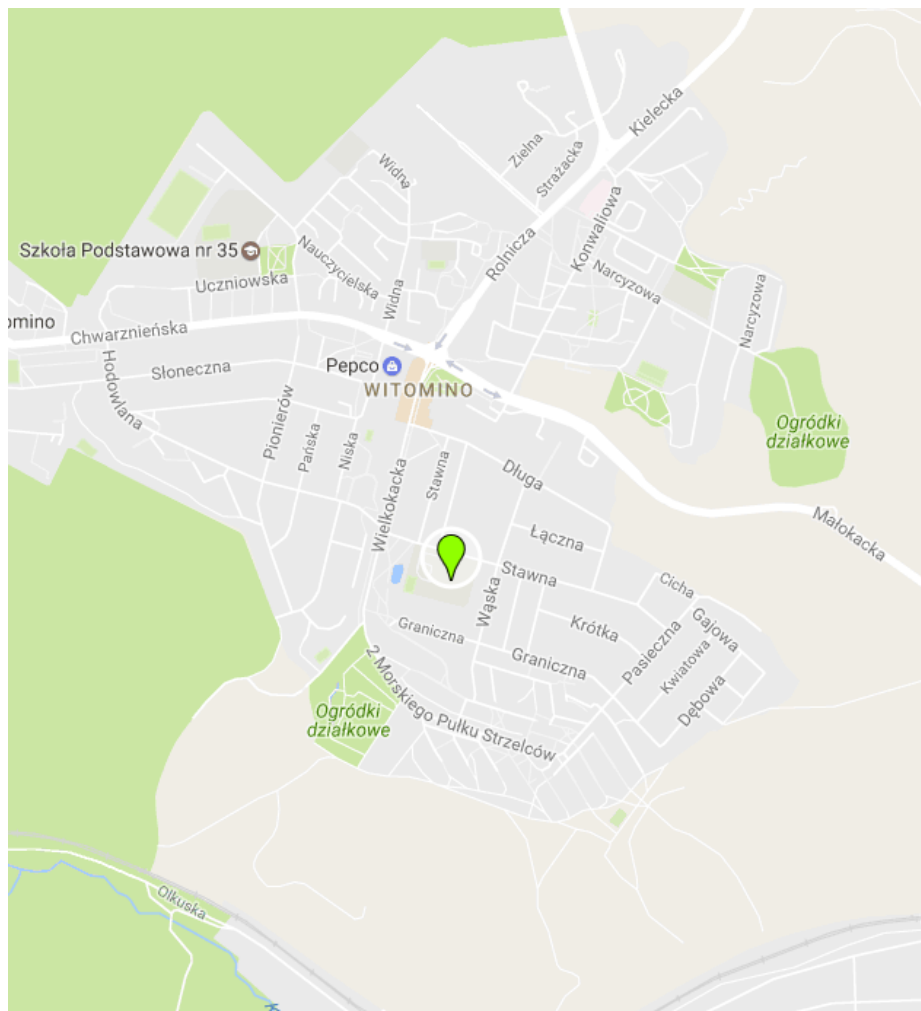 Kielecka
Zielna
Strażacka
Widna
Konwaliowa
Szkoła Podstawowa nr 35
Nauczycielska
Rolnicza
Narcyzowa
Uczniowska
Widna
Narcyzowa
omino
Chwarznieńska
Pepco
Słoneczna
Hodowlana
WITOMINO
Pionierów
Pańska
Niska
Ogródki
działkowe
Stawna
Długa
Wielkokacka
Małokacka
Łączna
Stawna
Cicha
Wąska
Krótka
Gajowa
Graniczna
Graniczna
Pasieczna
Kwiatowa
Dębowa
2 Morskiego Pułku Strzelców
Ogródki
działkowe
Olkuska